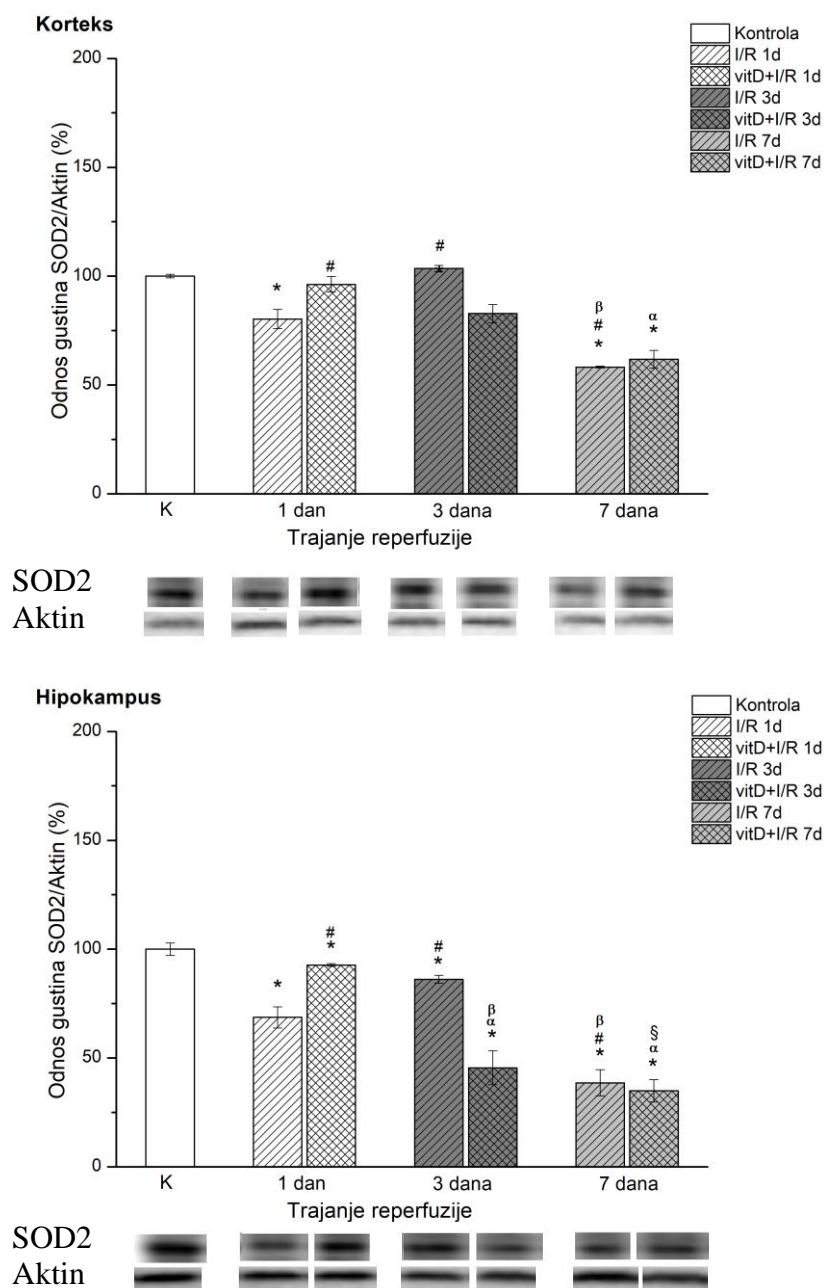 Korteks
Kontrola
I/R 1d
vitD+I/R 1d
I/R 3d
vitD+I/R 3d
I/R 7d
vitD+I/R 7d
Odnos gustina SOD2/Aktin (%)
200
150
100
50
0
*
#
#
β
#
*
α
*
K
1 dan
3 dana
7 dana
Trajanje reperfuzije
SOD2
Aktin
Hipokampus
Kontrola
I/R 1d
vitD+I/R 1d
I/R 3d
vitD+I/R 3d
I/R 7d
vitD+I/R 7d
Odnos gustina SOD2/Aktin (%)
200
150
100
50
0
*
#
*
#
*
β
α
*
β
#
*
§
α
*
K
1 dan
3 dana
7 dana
Trajanje reperfuzije
SOD2
Aktin